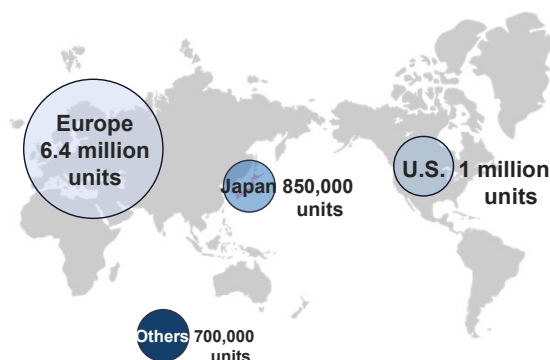 Europe
6.4 million
units
Japan 850,000
units
U.S. 1 million
units
Others 700,000
units